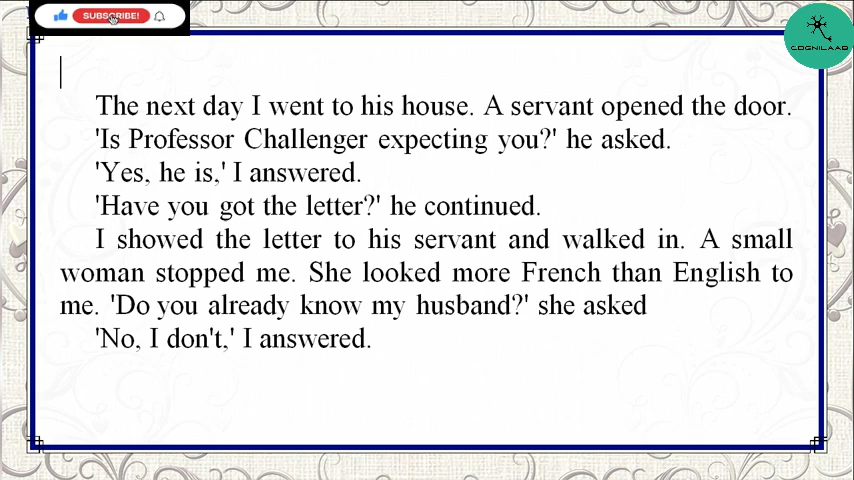 SUBSCRIBE!
COGNILAAB
The next day I went to his house. A servant opened the door.
'Is Professor Challenger expecting you?' he asked.
'Yes, he is,' I answered.
'Have you got the letter?' he continued.
I showed the letter to his servant and walked in. A small
woman stopped me. She looked more French than English to
me. 'Do you already know my husband?' she asked
'No, I don't,' I answered.